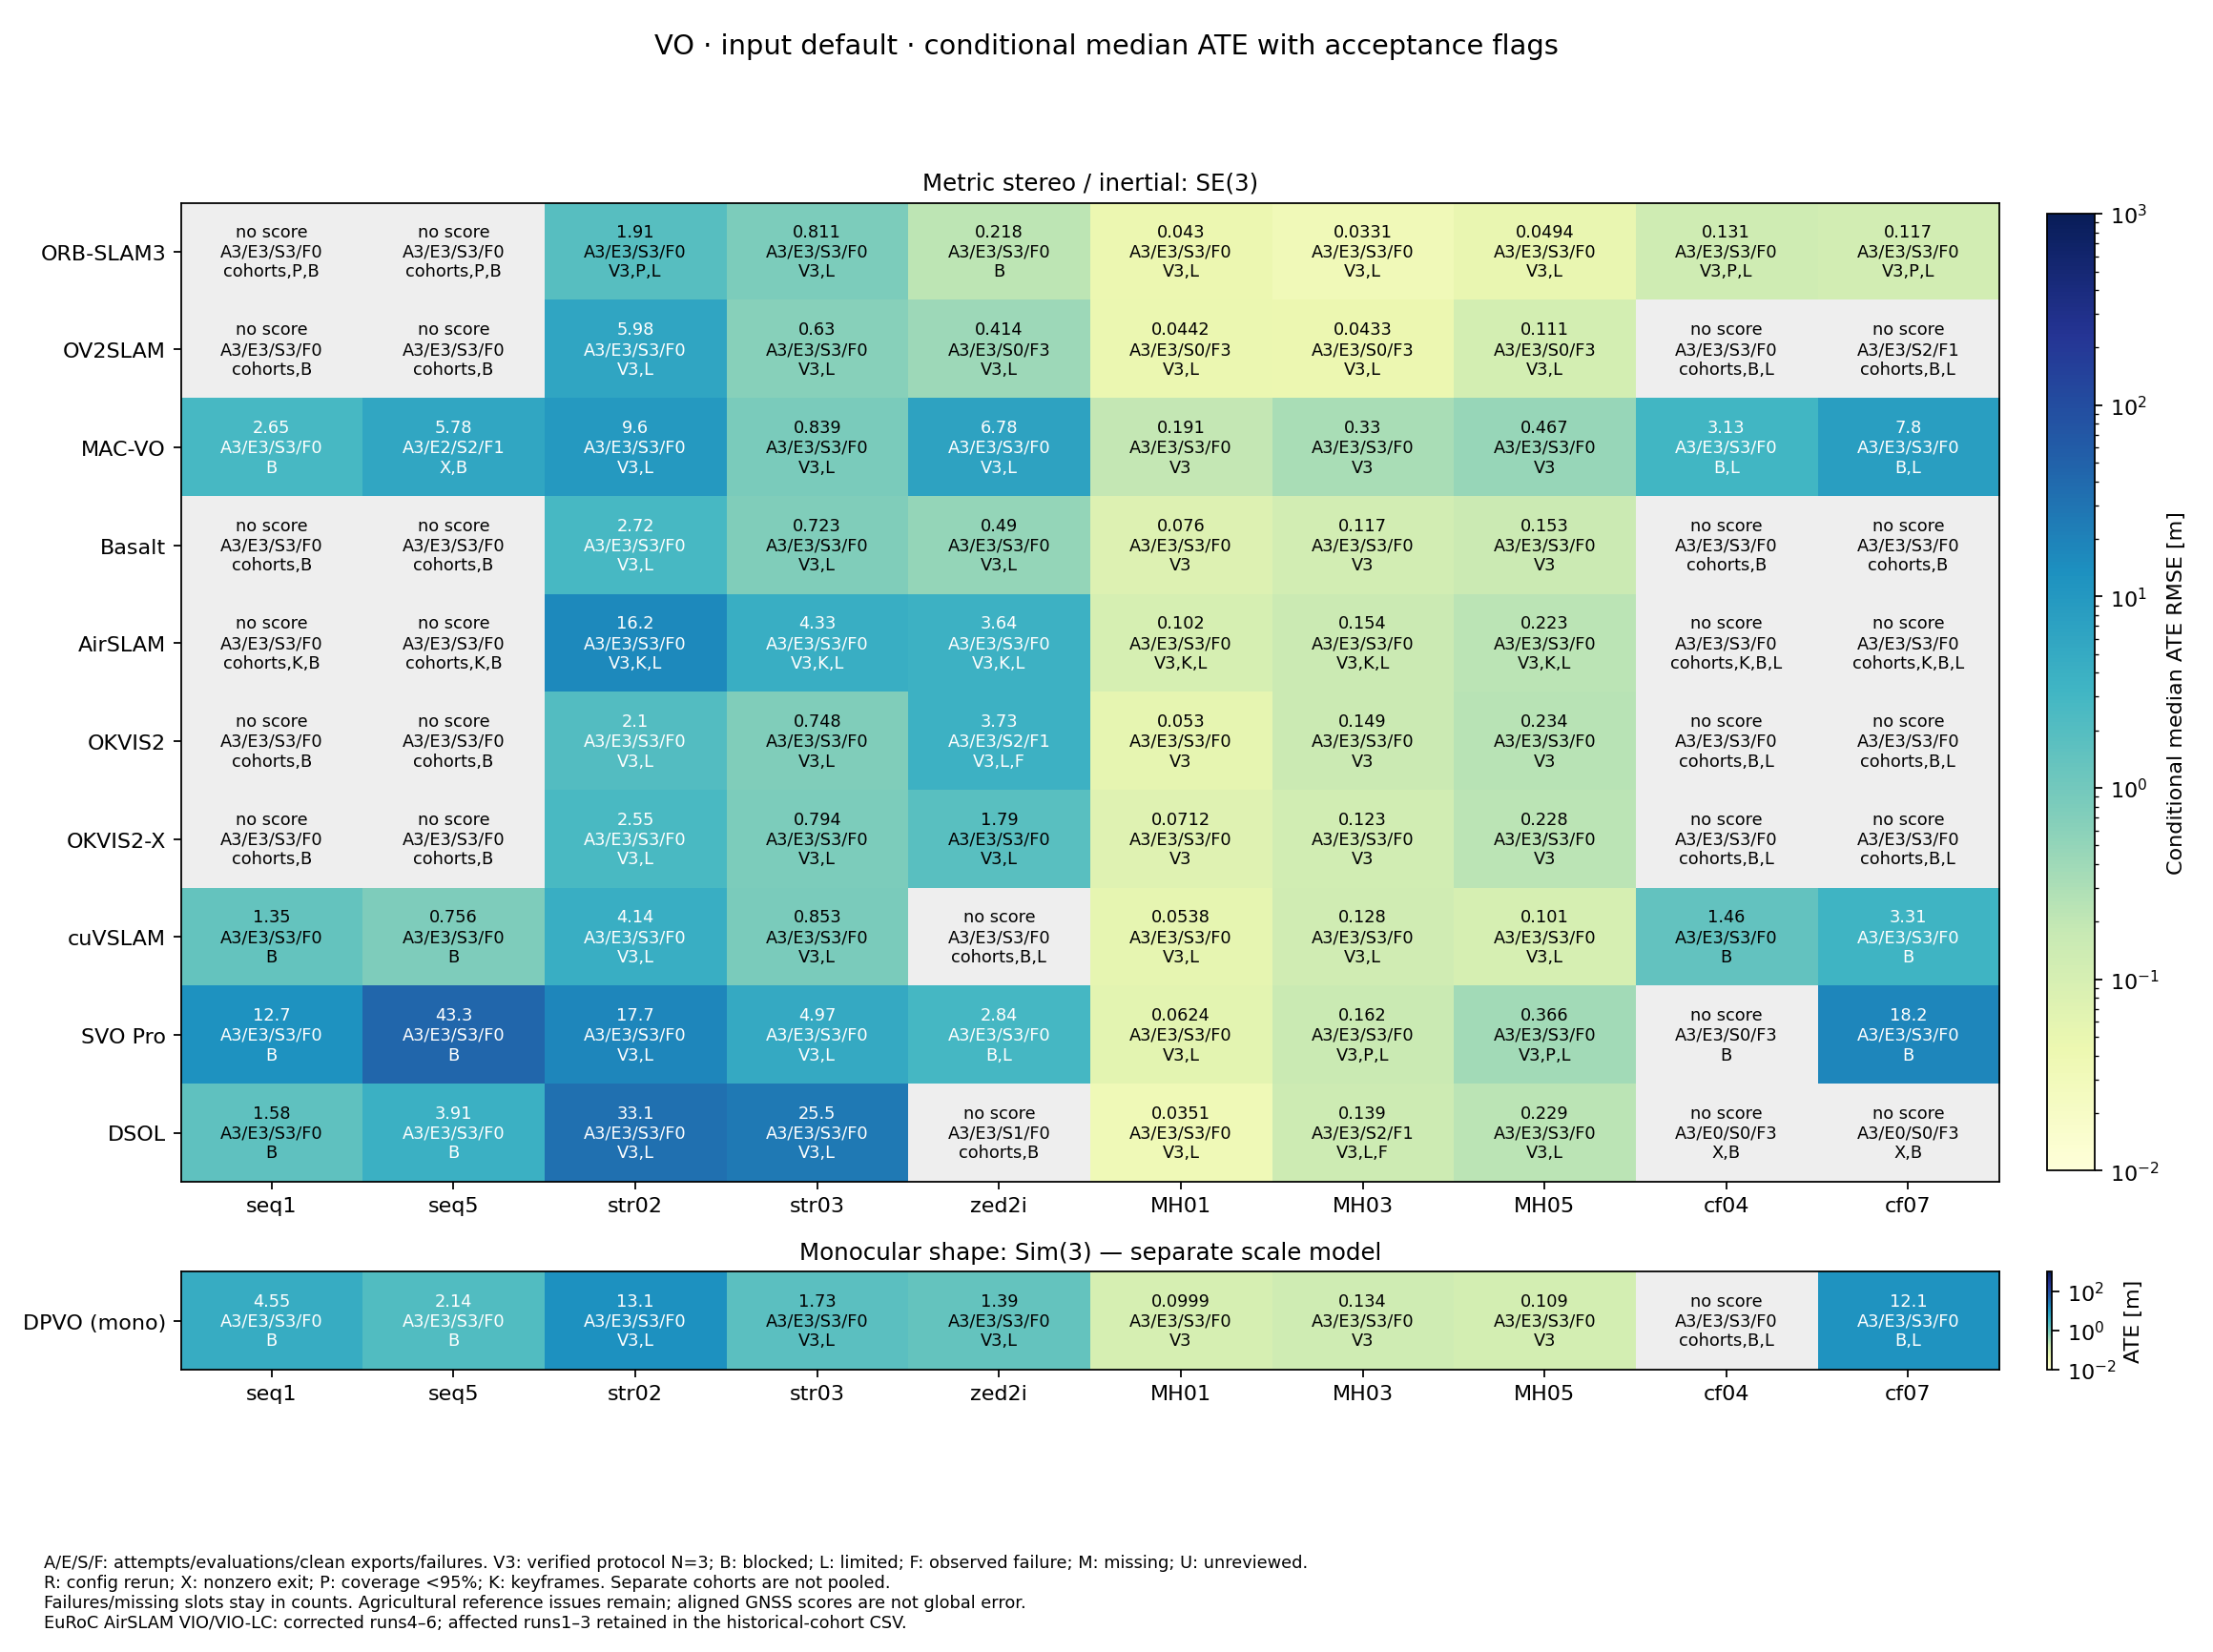 VO · input default · conditional median ATE with acceptance flags
Metric stereo / inertial: SE(3)
ORB-SLAM3
no score
A3/E3/S3/F0
cohorts,P,B
no score
A3/E3/S3/F0
cohorts,P,B
1.91
A3/E3/S3/F0
V3,P,L
0.811
A3/E3/S3/F0
V3,L
0.218
A3/E3/S3/F0
B
0.043
A3/E3/S3/F0
V3,L
0.0331
A3/E3/S3/F0
V3,L
0.0494
A3/E3/S3/F0
V3,L
0.131
A3/E3/S3/F0
V3,P,L
0.117
A3/E3/S3/F0
V3,P,L
OV2SLAM
no score
A3/E3/S3/F0
cohorts,B
no score
A3/E3/S3/F0
cohorts,B
5.98
A3/E3/S3/F0
V3,L
0.63
A3/E3/S3/F0
V3,L
0.414
A3/E3/S0/F3
V3,L
0.0442
A3/E3/S0/F3
V3,L
0.0433
A3/E3/S0/F3
V3,L
0.111
A3/E3/S0/F3
V3,L
no score
A3/E3/S3/F0
cohorts,B,L
no score
A3/E3/S2/F1
cohorts,B,L
MAC-VO
2.65
A3/E3/S3/F0
B
5.78
A3/E2/S2/F1
X,B
9.6
A3/E3/S3/F0
V3,L
0.839
A3/E3/S3/F0
V3,L
6.78
A3/E3/S3/F0
V3,L
0.191
A3/E3/S3/F0
V3
0.33
A3/E3/S3/F0
V3
0.467
A3/E3/S3/F0
V3
3.13
A3/E3/S3/F0
B,L
7.8
A3/E3/S3/F0
B,L
Basalt
no score
A3/E3/S3/F0
cohorts,B
no score
A3/E3/S3/F0
cohorts,B
2.72
A3/E3/S3/F0
V3,L
0.723
A3/E3/S3/F0
V3,L
0.49
A3/E3/S3/F0
V3,L
0.076
A3/E3/S3/F0
V3
0.117
A3/E3/S3/F0
V3
0.153
A3/E3/S3/F0
V3
no score
A3/E3/S3/F0
cohorts,B
no score
A3/E3/S3/F0
cohorts,B
AirSLAM
no score
A3/E3/S3/F0
cohorts,K,B
no score
A3/E3/S3/F0
cohorts,K,B
16.2
A3/E3/S3/F0
V3,K,L
4.33
A3/E3/S3/F0
V3,K,L
3.64
A3/E3/S3/F0
V3,K,L
0.102
A3/E3/S3/F0
V3,K,L
0.154
A3/E3/S3/F0
V3,K,L
0.223
A3/E3/S3/F0
V3,K,L
no score
A3/E3/S3/F0
cohorts,K,B,L
no score
A3/E3/S3/F0
cohorts,K,B,L
OKVIS2
no score
A3/E3/S3/F0
cohorts,B
no score
A3/E3/S3/F0
cohorts,B
2.1
A3/E3/S3/F0
V3,L
0.748
A3/E3/S3/F0
V3,L
3.73
A3/E3/S2/F1
V3,L,F
0.053
A3/E3/S3/F0
V3
0.149
A3/E3/S3/F0
V3
0.234
A3/E3/S3/F0
V3
no score
A3/E3/S3/F0
cohorts,B,L
no score
A3/E3/S3/F0
cohorts,B,L
OKVIS2-X
no score
A3/E3/S3/F0
cohorts,B
no score
A3/E3/S3/F0
cohorts,B
2.55
A3/E3/S3/F0
V3,L
0.794
A3/E3/S3/F0
V3,L
1.79
A3/E3/S3/F0
V3,L
0.0712
A3/E3/S3/F0
V3
0.123
A3/E3/S3/F0
V3
0.228
A3/E3/S3/F0
V3
no score
A3/E3/S3/F0
cohorts,B,L
no score
A3/E3/S3/F0
cohorts,B,L
cuVSLAM
1.35
A3/E3/S3/F0
B
0.756
A3/E3/S3/F0
B
4.14
A3/E3/S3/F0
V3,L
0.853
A3/E3/S3/F0
V3,L
no score
A3/E3/S3/F0
cohorts,B,L
0.0538
A3/E3/S3/F0
V3,L
0.128
A3/E3/S3/F0
V3,L
0.101
A3/E3/S3/F0
V3,L
1.46
A3/E3/S3/F0
B
3.31
A3/E3/S3/F0
B
SVO Pro
12.7
A3/E3/S3/F0
B
43.3
A3/E3/S3/F0
B
17.7
A3/E3/S3/F0
V3,L
4.97
A3/E3/S3/F0
V3,L
2.84
A3/E3/S3/F0
B,L
0.0624
A3/E3/S3/F0
V3,L
0.162
A3/E3/S3/F0
V3,P,L
0.366
A3/E3/S3/F0
V3,P,L
no score
A3/E3/S0/F3
B
18.2
A3/E3/S3/F0
B
DSOL
1.58
A3/E3/S3/F0
B
3.91
A3/E3/S3/F0
B
33.1
A3/E3/S3/F0
V3,L
25.5
A3/E3/S3/F0
V3,L
no score
A3/E3/S1/F0
cohorts,B
0.0351
A3/E3/S3/F0
V3,L
0.139
A3/E3/S2/F1
V3,L,F
0.229
A3/E3/S3/F0
V3,L
no score
A3/E0/S0/F3
X,B
no score
A3/E0/S0/F3
X,B
seq1 seq5 str02 str03 zed2i MH01 MH03 MH05 cf04 cf07
10³
10²
10¹
10⁰
10⁻¹
10⁻²
Conditional median ATE RMSE [m]
Monocular shape: Sim(3) — separate scale model
DPVO (mono)
4.55
A3/E3/S3/F0
B
2.14
A3/E3/S3/F0
B
13.1
A3/E3/S3/F0
V3,L
1.73
A3/E3/S3/F0
V3,L
1.39
A3/E3/S3/F0
V3,L
0.0999
A3/E3/S3/F0
V3
0.134
A3/E3/S3/F0
V3
0.109
A3/E3/S3/F0
V3
no score
A3/E3/S3/F0
cohorts,B,L
12.1
A3/E3/S3/F0
B,L
seq1 seq5 str02 str03 zed2i MH01 MH03 MH05 cf04 cf07
10²
10⁰
10⁻²
ATE [m]
A/E/S/F: attempts/evaluations/clean exports/failures. V3: verified protocol N=3; B: blocked; L: limited; F: observed failure; M: missing; U: unreviewed.
R: config rerun; X: nonzero exit; P: coverage <95%; K: keyframes. Separate cohorts are not pooled.
Failures/missing slots stay in counts. Agricultural reference issues remain; aligned GNSS scores are not global error.
EuRoC AirSLAM VIO/VIO-LC: corrected runs4–6; affected runs1–3 retained in the historical-cohort CSV.